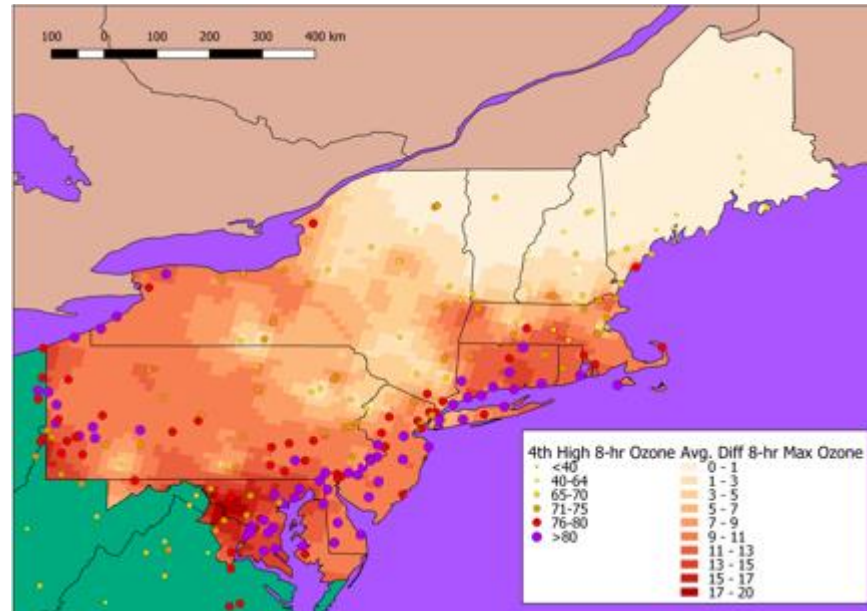 100 0 100 200 300 400 km
4th High 8-hr Ozone Avg. Diff 8-hr Max Ozone
<40 0 - 1
40-64 1 - 3
65-70 3 - 5
71-75 5 - 7
76-80 7 - 9
>80 9 - 11
11 - 13
13 - 15
15 - 17
17 - 20